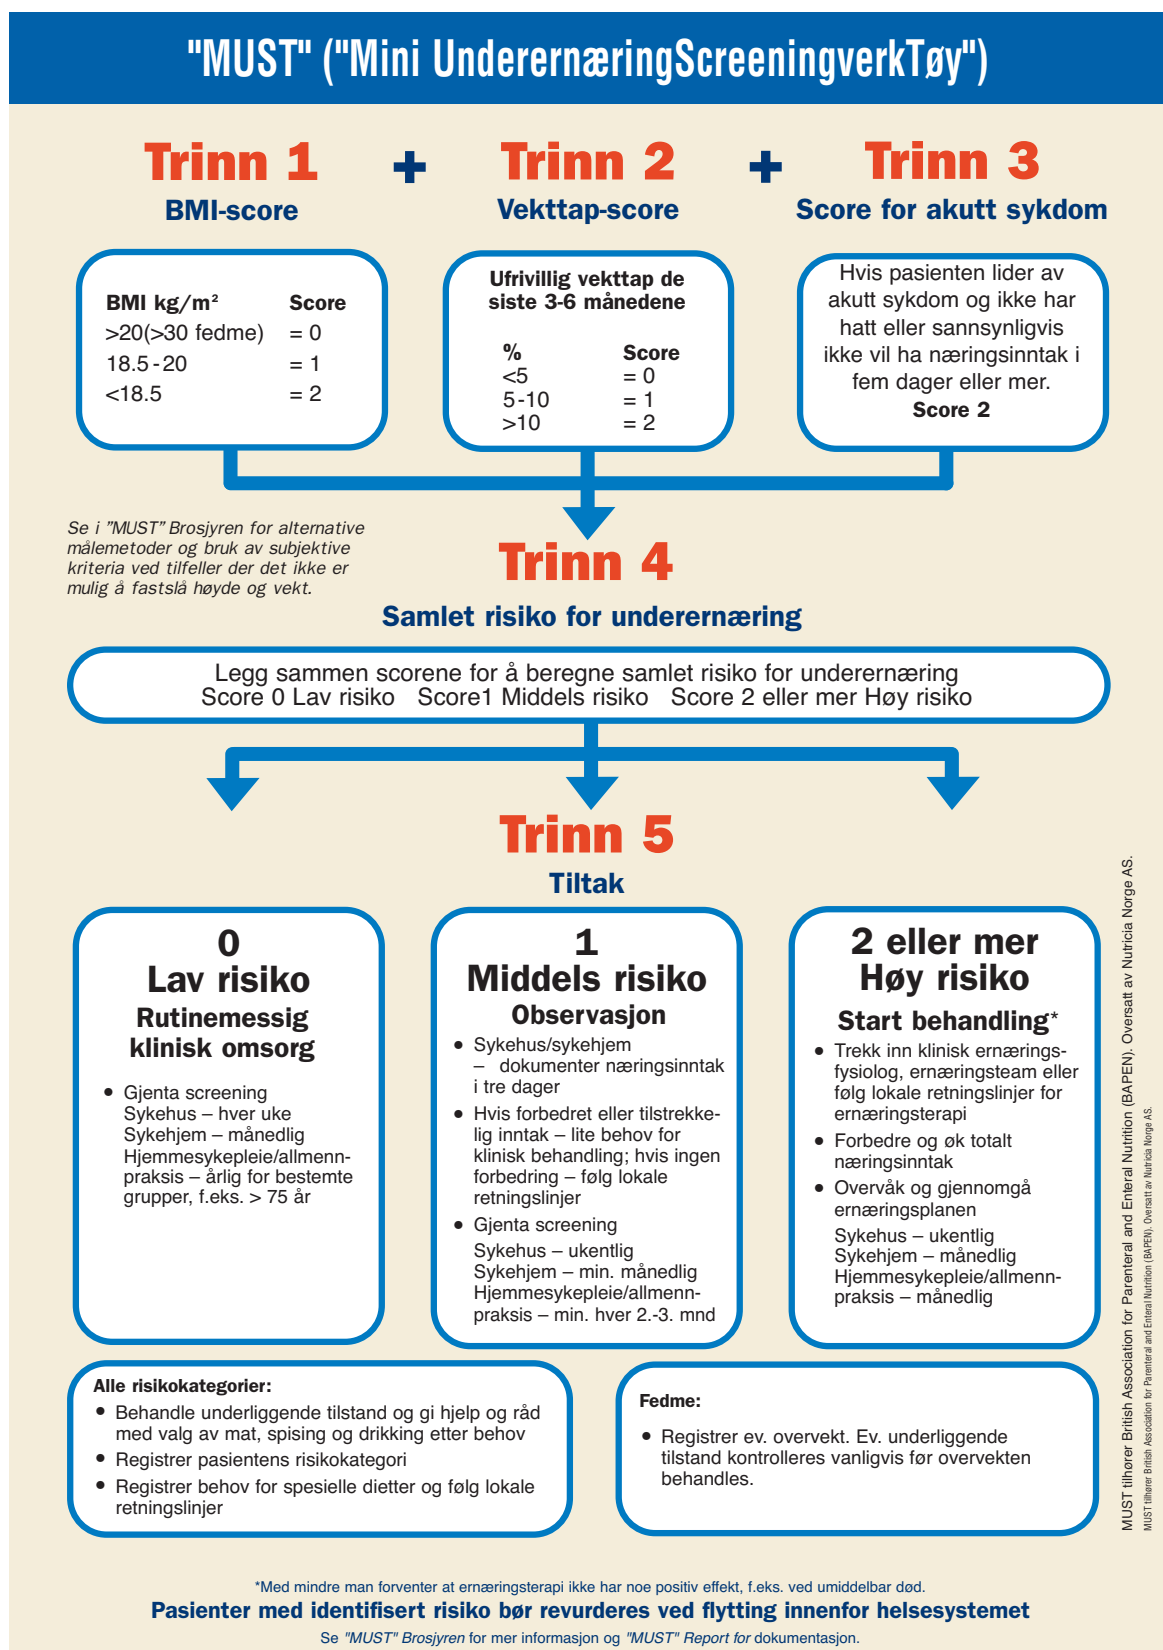 "MUST" ("Mini UnderernæringScreeningverkTøy")
Trinn 1
+
Trinn 2
+
Trinn 3
BMI-score
Vekttap-score
Score for akutt sykdom
BMI kg/m² Score
>20(>30 fedme) = 0
18.5-20 = 1
<18.5 = 2
Ufrivillig vekttap de
siste 3-6 månedene
% Score
<5 = 0
5-10 = 1
>10 = 2
Hvis pasienten lider av
akutt sykdom og ikke har
hatt eller sannsynligvis
ikke vil ha næringsinntak i
fem dager eller mer.
Score 2
Se i ”MUST” Brosjyren for alternative
målemetoder og bruk av subjektive
kriteria ved tilfeller der det ikke er
mulig å fastslå høyde og vekt.
Trinn 4
Samlet risiko for underernæring
Legg sammen scorene for å beregne samlet risiko for underernæring
Score 0 Lav risiko Score1 Middels risiko Score 2 eller mer Høy risiko
Trinn 5
Tiltak
0
Lav risiko
Rutinemessig
klinisk omsorg
• Gjenta screening
Sykehus – hver uke
Sykehjem – månedlig
Hjemmesykepleie/allmenn-
praksis – årlig for bestemte
grupper, f.eks. > 75 år
1
Middels risiko
Observasjon
• Sykehus/sykehjem
– dokumenter næringsinntak
i tre dager
• Hvis forbedret eller tilstrekke-
lig inntak – lite behov for
klinisk behandling; hvis ingen
forbedring – følg lokale
retningslinjer
• Gjenta screening
Sykehus – ukentlig
Sykehjem – min. månedlig
Hjemmesykepleie/allmenn-
praksis – min. hver 2.-3. mnd
2 eller mer
Høy risiko
Start behandling*
• Trekk inn klinisk ernærings-
fysiolog, ernæringsteam eller
følg lokale retningslinjer for
ernæringsterapi
• Forbedre og øk totalt
næringsinntak
• Overvåk og gjennomgå
ernæringsplanen
Sykehus – ukentlig
Sykehjem – månedlig
Hjemmesykepleie/allmenn-
praksis – månedlig
Alle risikokategorier:
• Behandle underliggende tilstand og gi hjelp og råd
med valg av mat, spising og drikking etter behov
• Registrer pasientens risikokategori
• Registrer behov for spesielle dietter og følg lokale
retningslinjer
Fedme:
• Registrer ev. overvekt. Ev. underliggende
tilstand kontrolleres vanligvis før overvekten
behandles.
MUST tilhører British Association for Parenteral and Enteral Nutrition (BAPEN). Oversatt av Nutricia Norge AS.
MUST tilhører British Association for Parenteral and Enteral Nutrition (BAPEN). Oversatt av Nutricia Norge AS.
*Med mindre man forventer at ernæringsterapi ikke har noe positiv effekt, f.eks. ved umiddelbar død.
Pasienter med identifisert risiko bør revurderes ved flytting innenfor helsesystemet
Se "MUST" Brosjyren for mer informasjon og "MUST" Report for dokumentasjon.